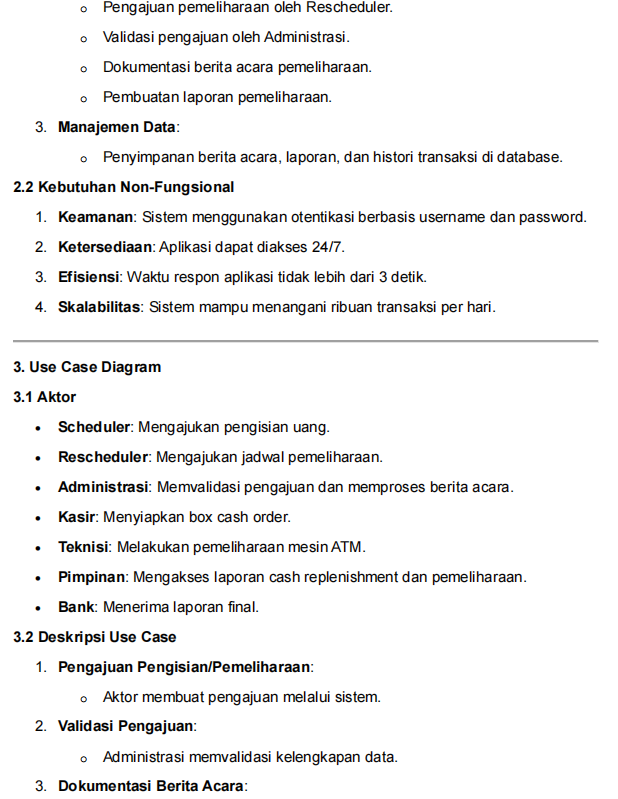 o Pengajuan pemeliharaan oleh Rescheduler.
o Validasi pengajuan oleh Administrasi.
o Dokumentasi berita acara pemeliharaan.
o Pembuatan laporan pemeliharaan.
3. Manajemen Data:
o Penyimpanan berita acara, laporan, dan histori transaksi di database.
2.2 Kebutuhan Non-Fungsional
1. Keamanan: Sistem menggunakan otentikasi berbasis username dan password.
2. Ketersediaan: Aplikasi dapat diakses 24/7.
3. Efisiensi: Waktu respon aplikasi tidak lebih dari 3 detik.
4. Skalabilitas: Sistem mampu menangani ribuan transaksi per hari.
3. Use Case Diagram
3.1 Aktor
• Scheduler: Mengajukan pengisian uang.
• Rescheduler: Mengajukan jadwal pemeliharaan.
• Administrasi: Memvalidasi pengajuan dan memproses berita acara.
• Kasir: Menyiapkan box cash order.
• Teknisi: Melakukan pemeliharaan mesin ATM.
• Pimpinan: Mengakses laporan cash replenishment dan pemeliharaan.
• Bank: Menerima laporan final.
3.2 Deskripsi Use Case
1. Pengajuan Pengisian/Pemeliharaan:
o Aktor membuat pengajuan melalui sistem.
2. Validasi Pengajuan:
o Administrasi memvalidasi kelengkapan data.
3. Dokumentasi Berita Acara: